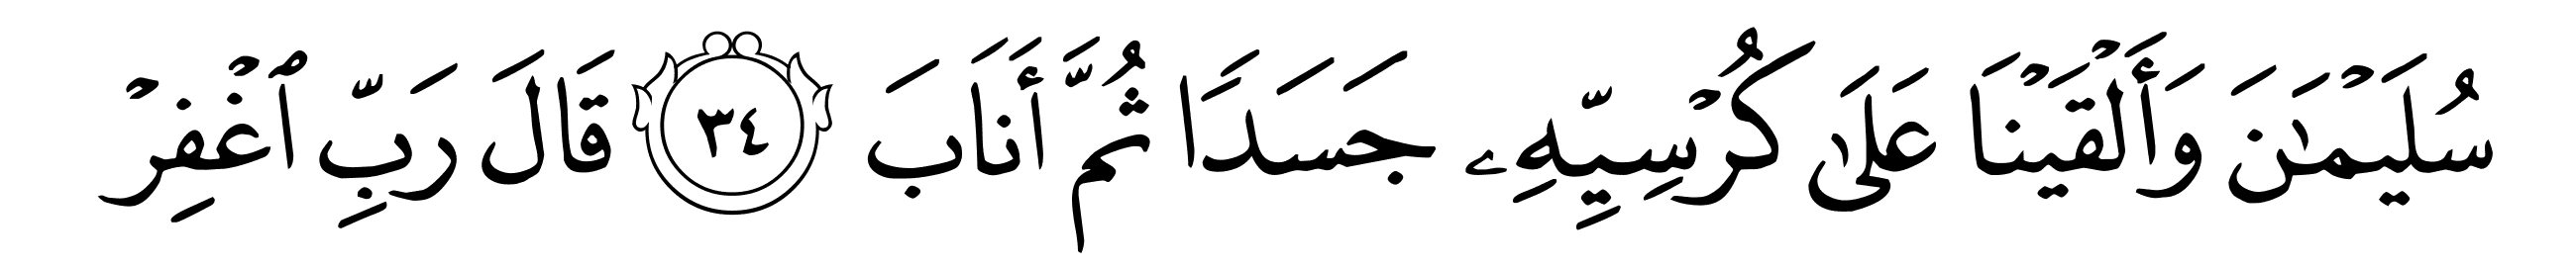 سُلَيْمَٰنَ وَأَلْقَيْنَا عَلَىٰ كُرْسِيِّهِۦ جَسَدًا ثُمَّ أَنَابَ ٣٤ قَالَ رَبِّ ٱغْفِرْ